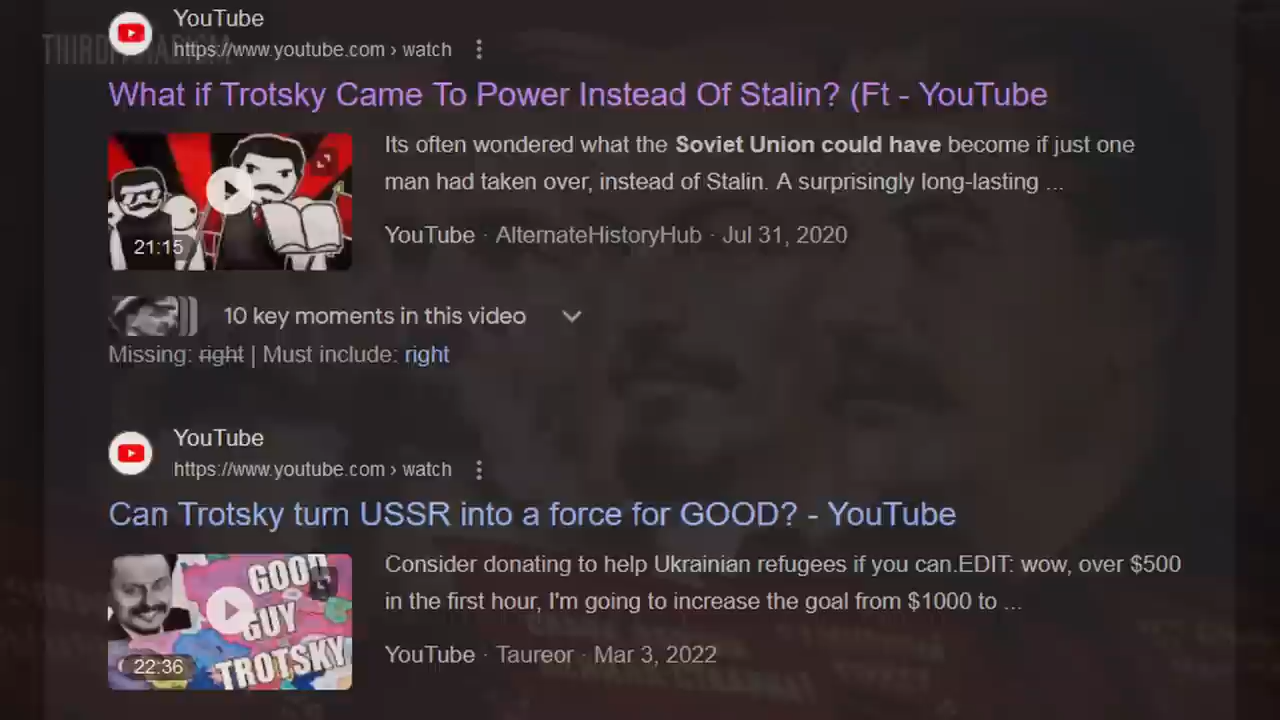 YouTube
https://www.youtube.com › watch
What if Trotsky Came To Power Instead Of Stalin? (Ft - YouTube
Its often wondered what the Soviet Union could have become if just one
man had taken over, instead of Stalin. A surprisingly long-lasting ...
21:15
YouTube · AlternateHistoryHub · Jul 31, 2020
10 key moments in this video
Missing: right | Must include: right
YouTube
https://www.youtube.com › watch
Can Trotsky turn USSR into a force for GOOD? - YouTube
GOOD
GUY
TROTSKY
22:36
Consider donating to help Ukrainian refugees if you can.EDIT: wow, over $500
in the first hour, I'm going to increase the goal from $1000 to ...
YouTube · Taureor · Mar 3, 2022